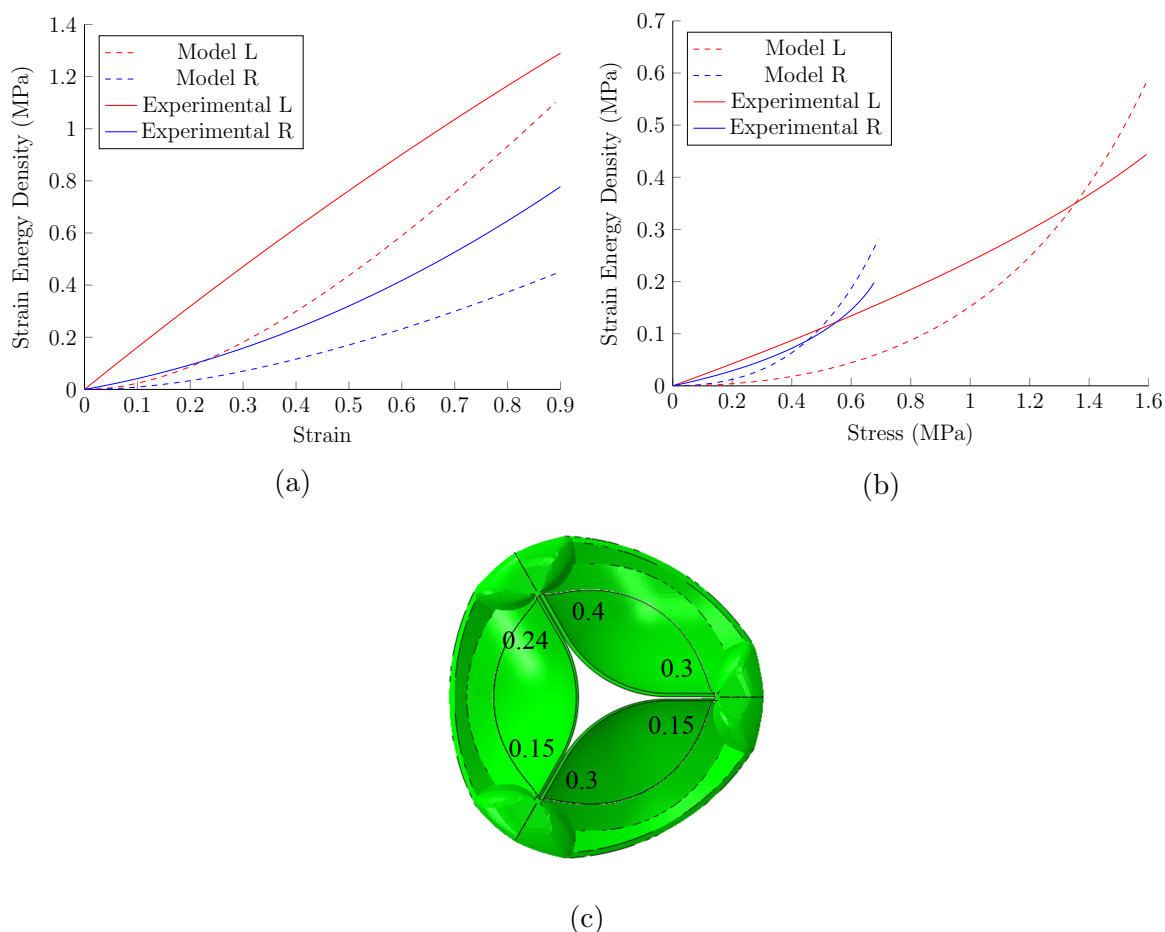 1.4
1.2
1
0.8
0.6
0.4
0.2
0
Strain Energy Density (MPa)
Model L
Model R
Experimental L
Experimental R
0 0.1 0.2 0.3 0.4 0.5 0.6 0.7 0.8 0.9
Strain
(a)
0.7
0.6
0.5
0.4
0.3
0.2
0.1
0
Strain Energy Density (MPa)
Model L
Model R
Experimental L
Experimental R
0 0.2 0.4 0.6 0.8 1 1.2 1.4 1.6
Stress (MPa)
(b)
0.4
0.24
0.3
0.15
0.15
0.3
(c)